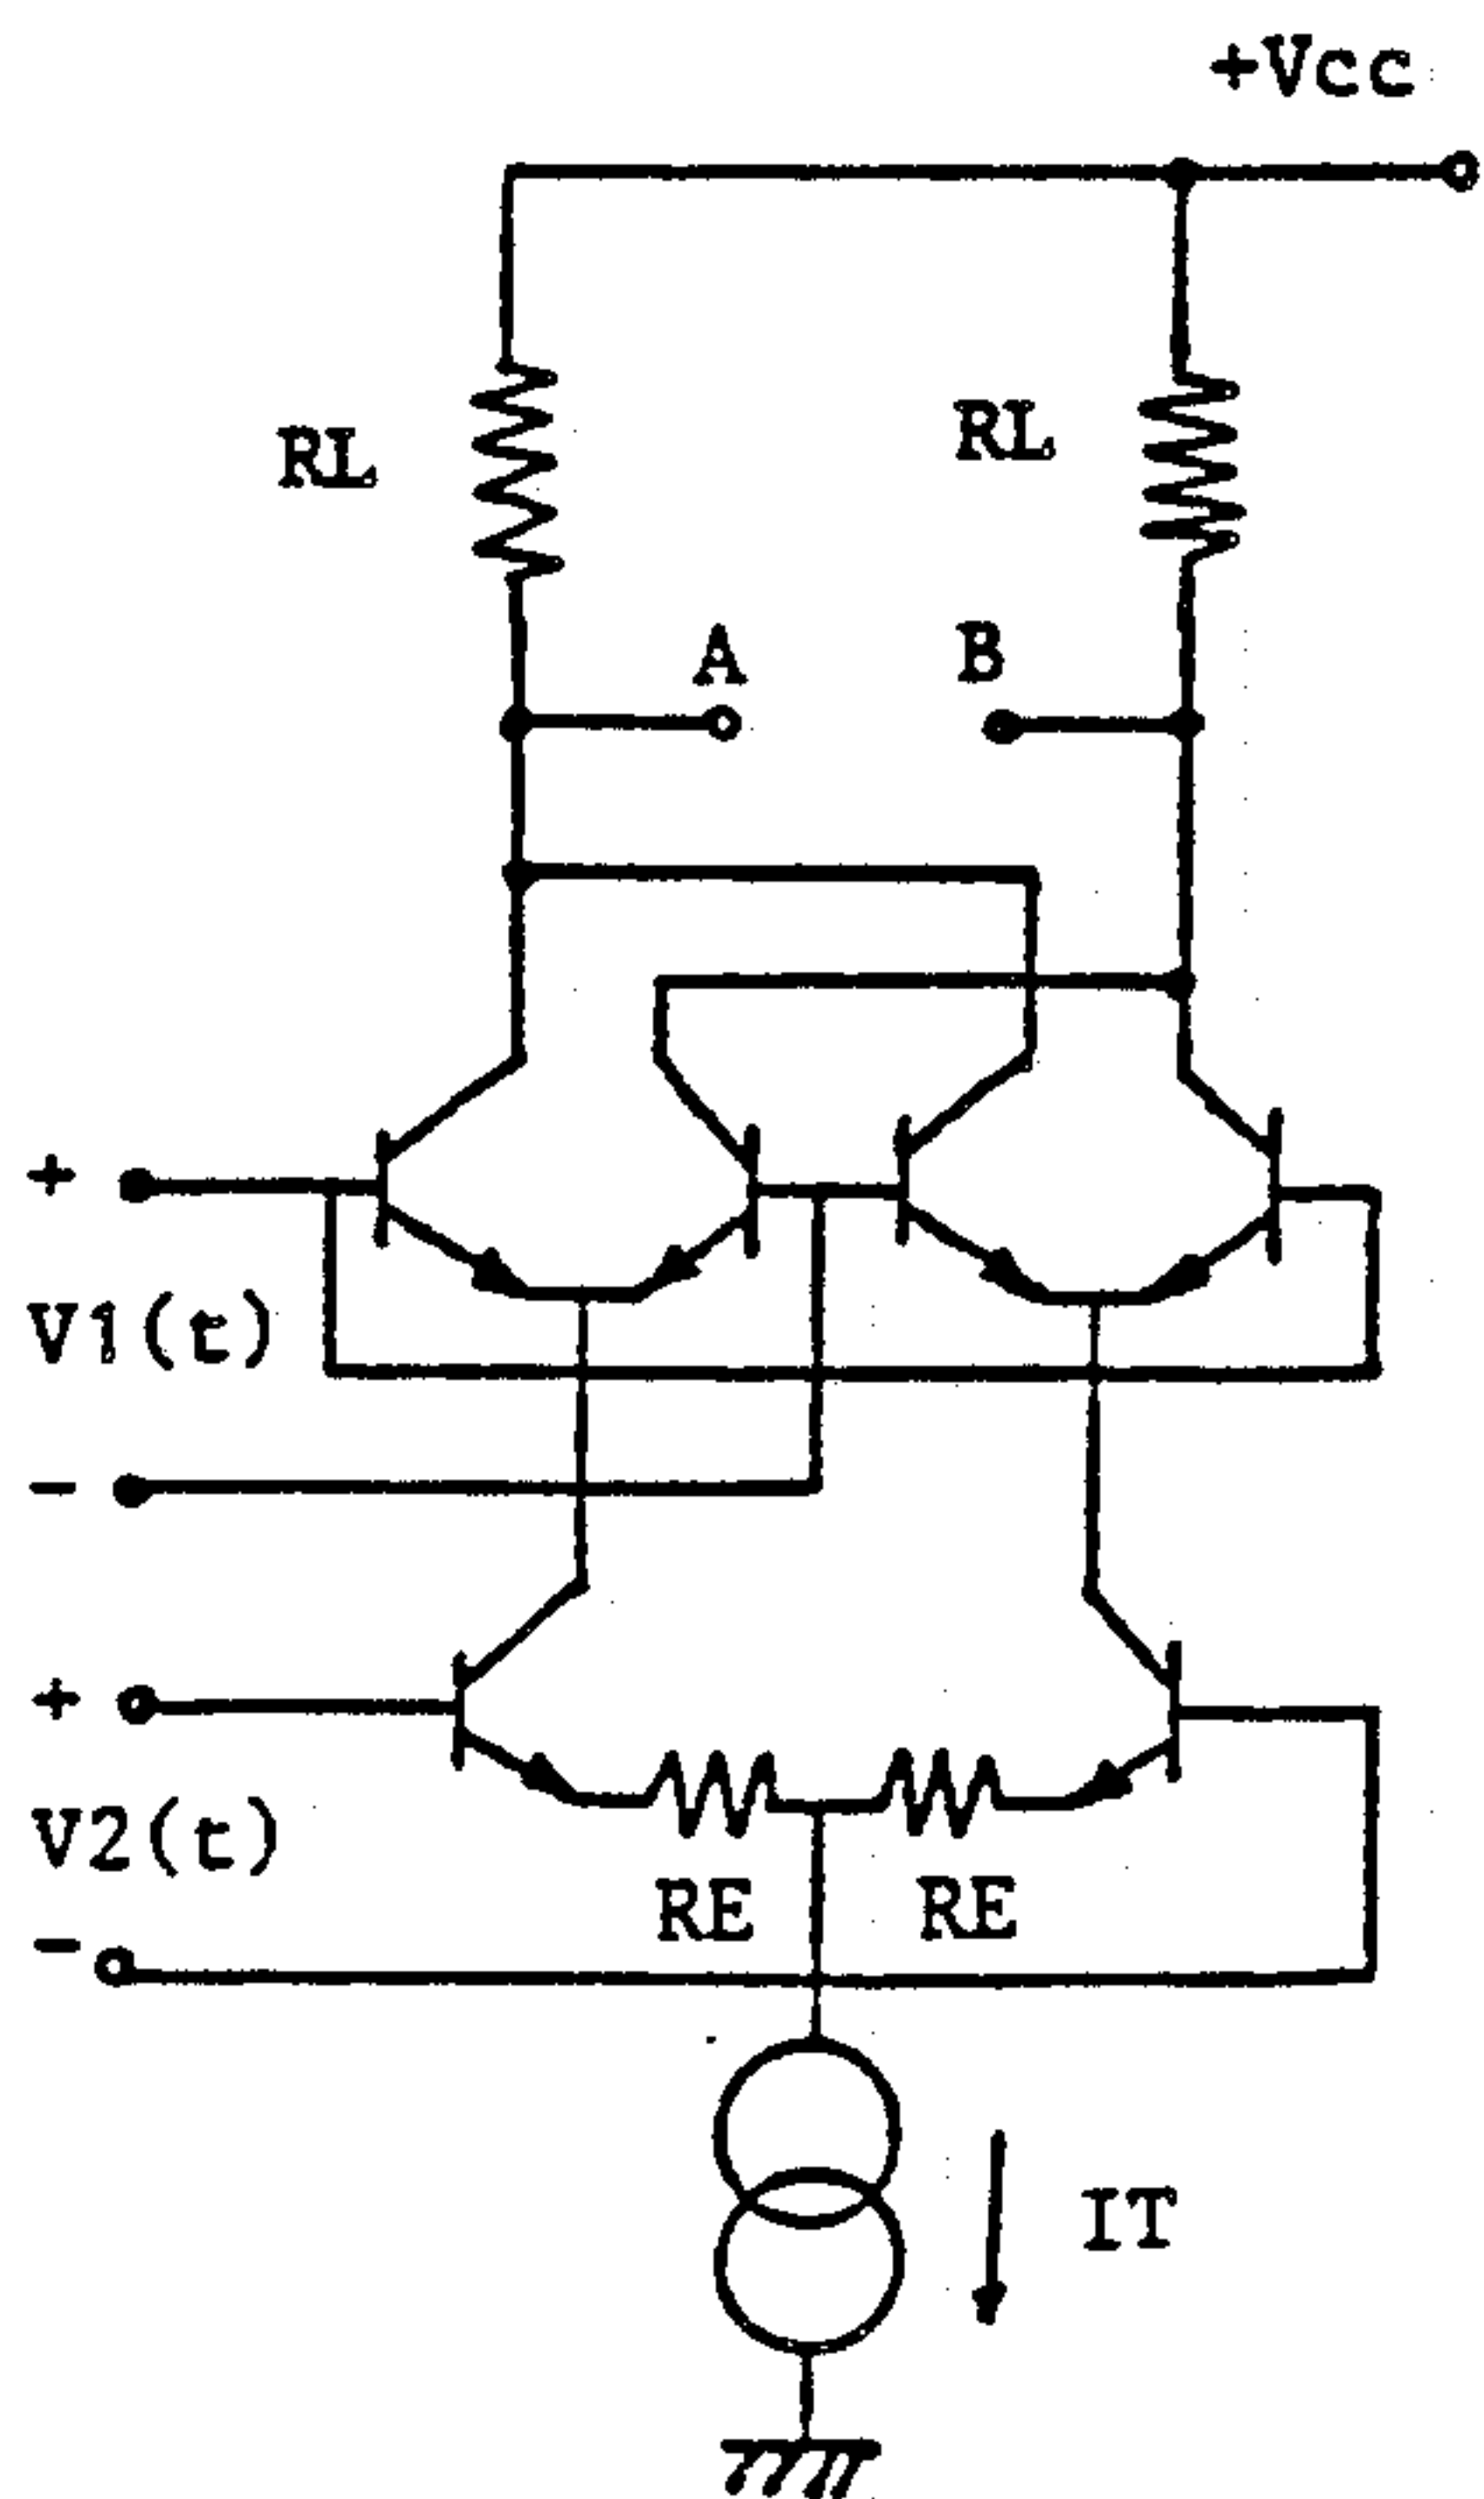 +Vcc
RL
RL
A
B
+
V1(t)
-
+
V2(t)
RE
RE
-
IT